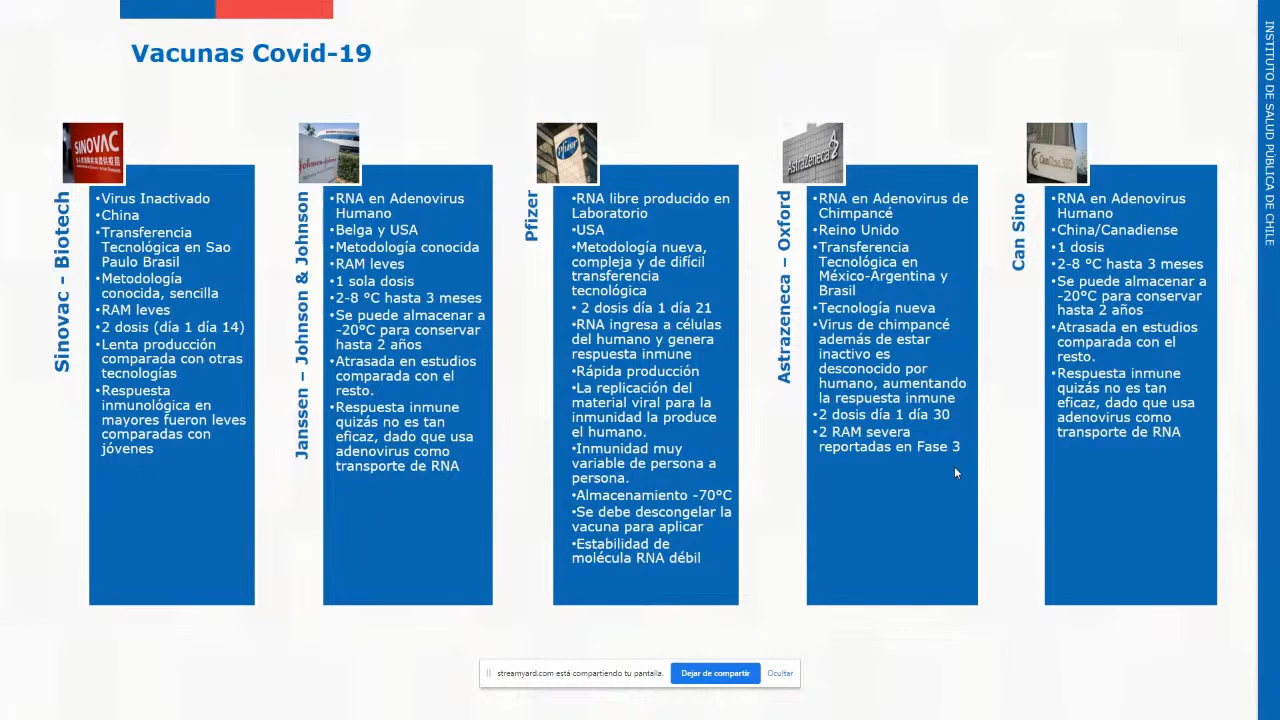 Vacunas Covid-19
INSTITUTO DE SALUD PÚBLICA DE CHILE
SINOVAC
Sinovac - Biotech
•Virus Inactivado
•China
•Transferencia
Tecnológica en Sao
Paulo Brasil
•Metodología
conocida, sencilla
•RAM leves
•2 dosis (día 1 día 14)
•Lenta producción
comparada con otras
tecnologías
•Respuesta
inmunológica en
mayores fueron leves
comparadas con
jóvenes
Johnson & Johnson
Janssen – Johnson & Johnson
•RNA en Adenovirus
Humano
•Belga y USA
•Metodología conocida
•RAM leves
•1 sola dosis
•2-8 °C hasta 3 meses
•Se puede almacenar a
-20°C para conservar
hasta 2 años
•Atrasada en estudios
comparada con el
resto.
•Respuesta inmune
quizás no es tan
eficaz, dado que usa
adenovirus como
transporte de RNA
Pfizer
Pfizer
•RNA libre producido en
Laboratorio
•USA
•Metodología nueva,
compleja y de difícil
transferencia
tecnológica
• 2 dosis día 1 día 21
•RNA ingresa a células
del humano y genera
respuesta inmune
•Rápida producción
•La replicación del
material viral para la
inmunidad la produce
el humano.
•Inmunidad muy
variable de persona a
persona.
•Almacenamiento -70°C
•Se debe descongelar la
vacuna para aplicar
•Estabilidad de
molécula RNA débil
AstraZeneca
Astrazeneca – Oxford
•RNA en Adenovirus de
Chimpancé
•Reino Unido
•Transferencia
Tecnológica en
México-Argentina y
Brasil
•Tecnología nueva
•Virus de chimpancé
además de estar
inactivo es
desconocido por
humano, aumentando
la respuesta inmune
•2 dosis día 1 día 30
•2 RAM severa
reportadas en Fase 3
CanSinoBIO
Can Sino
•RNA en Adenovirus
Humano
•China/Canadiense
•1 dosis
•2-8 °C hasta 3 meses
•Se puede almacenar a
-20°C para conservar
hasta 2 años
•Atrasada en estudios
comparada con el
resto.
•Respuesta inmune
quizás no es tan
eficaz, dado que usa
adenovirus como
transporte de RNA
streamyard.com está compartiendo tu pantalla.
Dejar de compartir
Ocultar